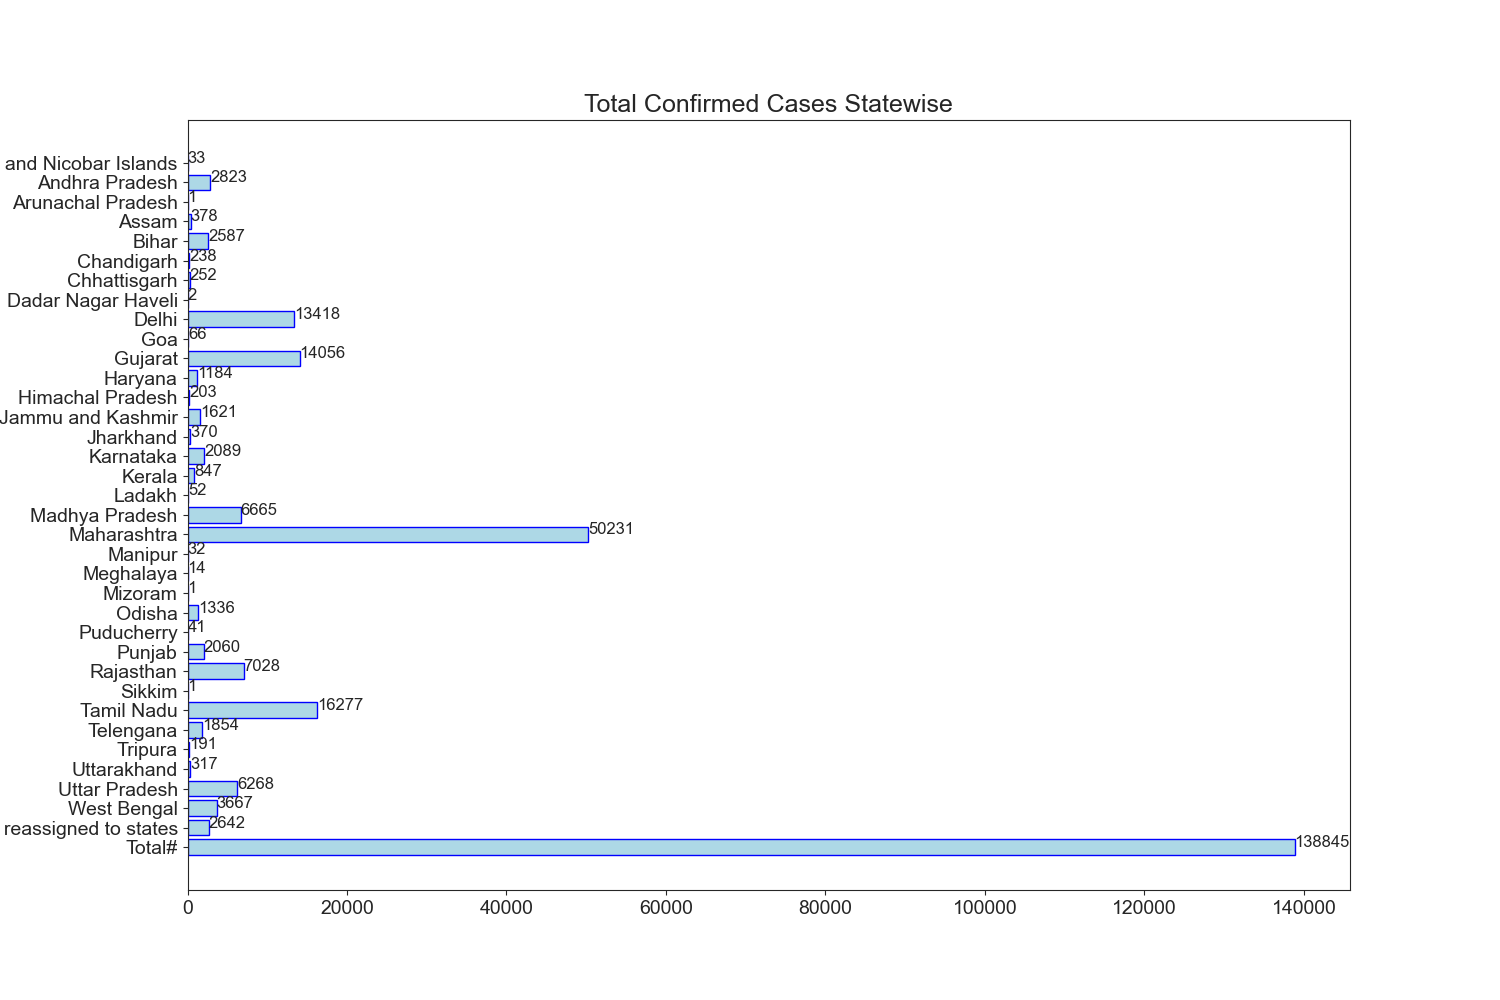 Total Confirmed Cases Statewise
and Nicobar Islands 33
Andhra Pradesh 2823
Arunachal Pradesh 1
Assam 378
Bihar 2587
Chandigarh 238
Chhattisgarh 252
Dadar Nagar Haveli 2
Delhi 13418
Goa 66
Gujarat 14056
Haryana 1184
Himachal Pradesh 203
Jammu and Kashmir 1621
Jharkhand 370
Karnataka 2089
Kerala 847
Ladakh 52
Madhya Pradesh 6665
Maharashtra 50231
Manipur 32
Meghalaya 14
Mizoram 1
Odisha 1336
Puducherry 41
Punjab 2060
Rajasthan 7028
Sikkim 1
Tamil Nadu 16277
Telengana 1854
Tripura 191
Uttarakhand 317
Uttar Pradesh 6268
West Bengal 3667
reassigned to states 2642
Total# 138845
0 20000 40000 60000 80000 100000 120000 140000